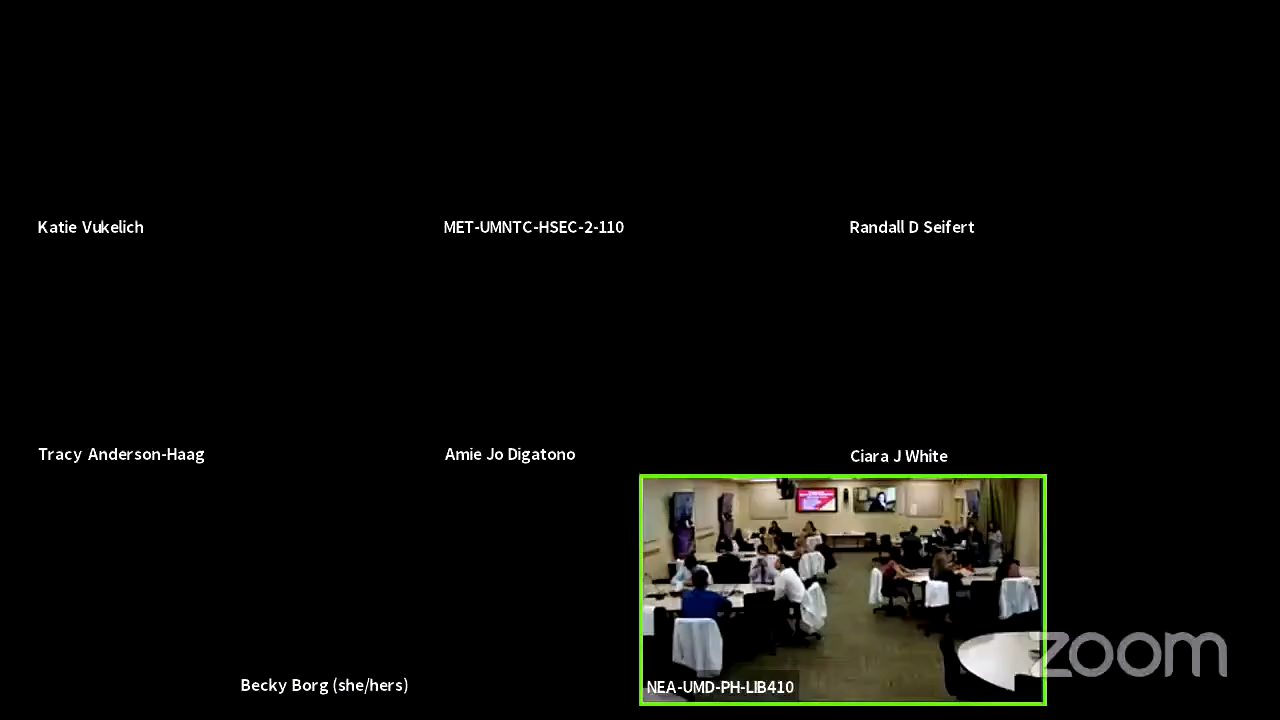 Katie Vukelich
MET-UMNTC-HSEC-2-110
Randall D Seifert
Tracy Anderson-Haag
Amie Jo Digatono
Ciara J White
Becky Borg (she/hers)
NEA-UMD-PH-LIB410
zoom